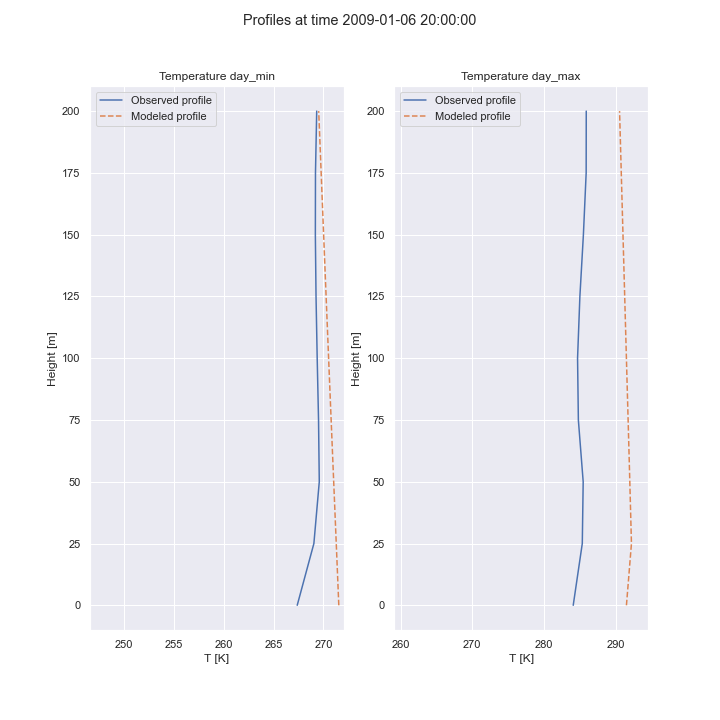 Profiles at time 2009-01-06 20:00:00
Temperature day_min
Observed profile
Modeled profile
200
175
150
125
100
75
50
25
0
Height [m]
250
255
260
265
270
T [K]
Temperature day_max
Observed profile
Modeled profile
200
175
150
125
100
75
50
25
0
Height [m]
260
270
280
290
T [K]